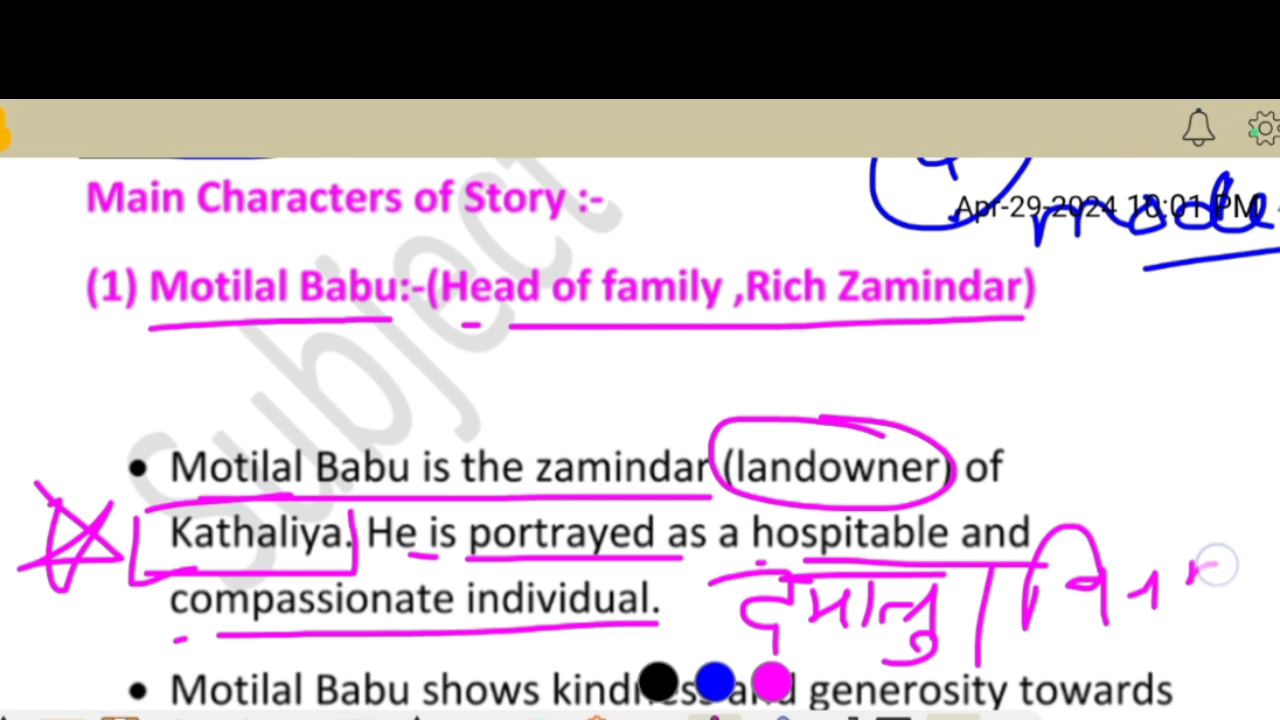 Main Characters of Story :-
Apr-29-2024 10:01 PM
mode
(1) Motilal Babu:-(Head of family ,Rich Zamindar)
Subject
• Motilal Babu is the zamindar (landowner) of
Kathaliya. He is portrayed as a hospitable and
compassionate individual. दयालु
• Motilal Babu shows kindness and generosity towards